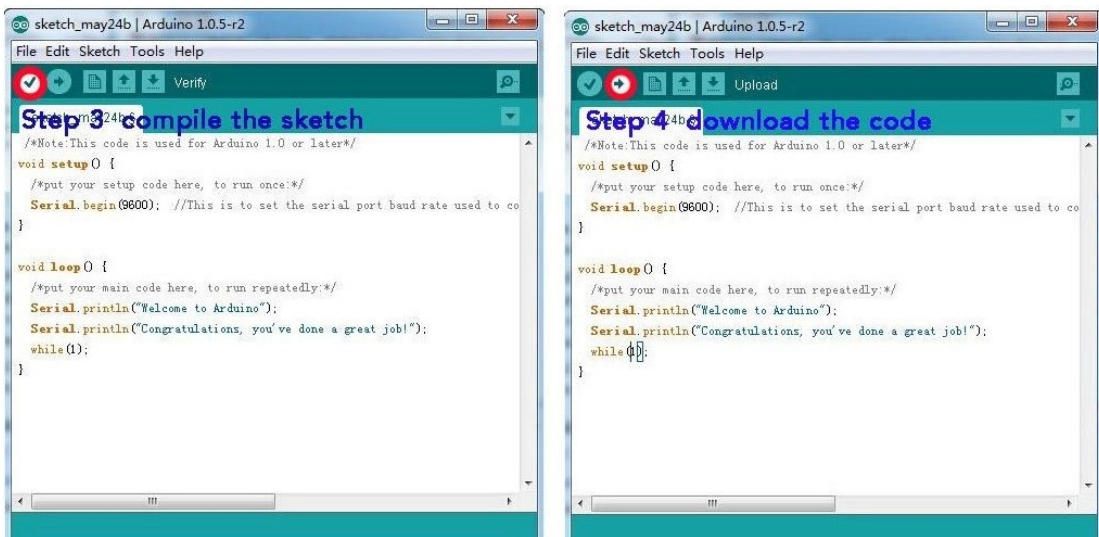 sketch_may24b | Arduino 1.0.5-r2
File Edit Sketch Tools Help
Verify
Step 3 compile the sketch
/*Note:This code is used for Arduino 1.0 or later*/
void setup() {
/*put your setup code here, to run once:*/
Serial.begin(9600); //This is to set the serial port baud rate used to co
}
void loop() {
/*put your main code here, to run repeatedly:*/
Serial.println("Welcome to Arduino");
Serial.println("Congratulations, you've done a great job!");
while(1);
}
sketch_may24b | Arduino 1.0.5-r2
File Edit Sketch Tools Help
Upload
Step 4 download the code
/*Note:This code is used for Arduino 1.0 or later*/
void setup() {
/*put your setup code here, to run once:*/
Serial.begin(9600); //This is to set the serial port baud rate used to co
}
void loop() {
/*put your main code here, to run repeatedly:*/
Serial.println("Welcome to Arduino");
Serial.println("Congratulations, you've done a great job!");
while(1);
}